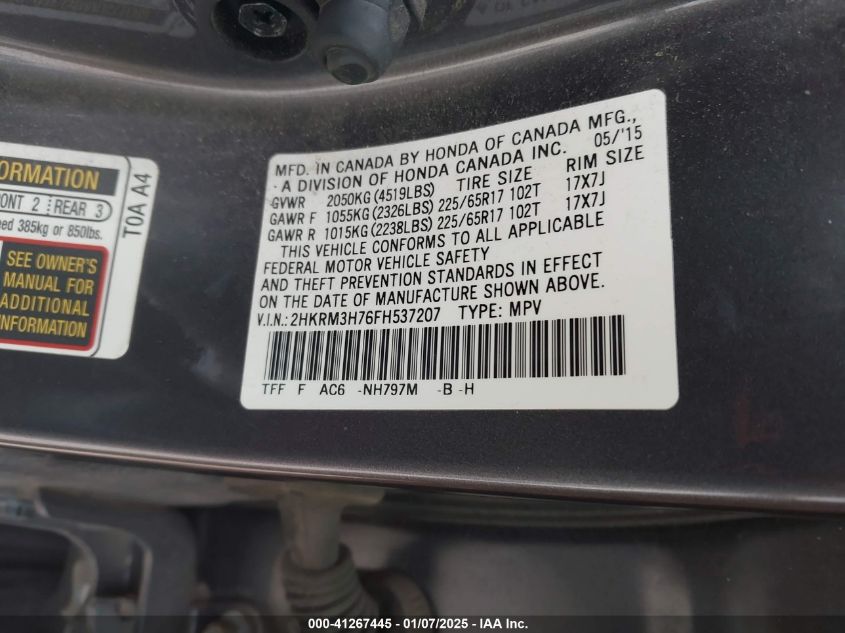 ORMATION
ONT 2 REAR 3
eed 385kg or 850lbs.
SEE OWNER'S
MANUAL FOR
ADDITIONAL
INFORMATION
T0A A4
MFD. IN CANADA BY HONDA OF CANADA MFG.,
A DIVISION OF HONDA CANADA INC. 05/'15
GVWR 2050KG (4519LBS) TIRE SIZE RIM SIZE
GAWR F 1055KG (2326LBS) 225/65R17 102T 17X7J
GAWR R 1015KG (2238LBS) 225/65R17 102T 17X7J
THIS VEHICLE CONFORMS TO ALL APPLICABLE
FEDERAL MOTOR VEHICLE SAFETY
AND THEFT PREVENTION STANDARDS IN EFFECT
ON THE DATE OF MANUFACTURE SHOWN ABOVE.
V.I.N.: 2HKRM3H76FH537207 TYPE: MPV
TFF F AC6 -NH797M -B -H
000-41267445 - 01/07/2025 - IAA Inc.